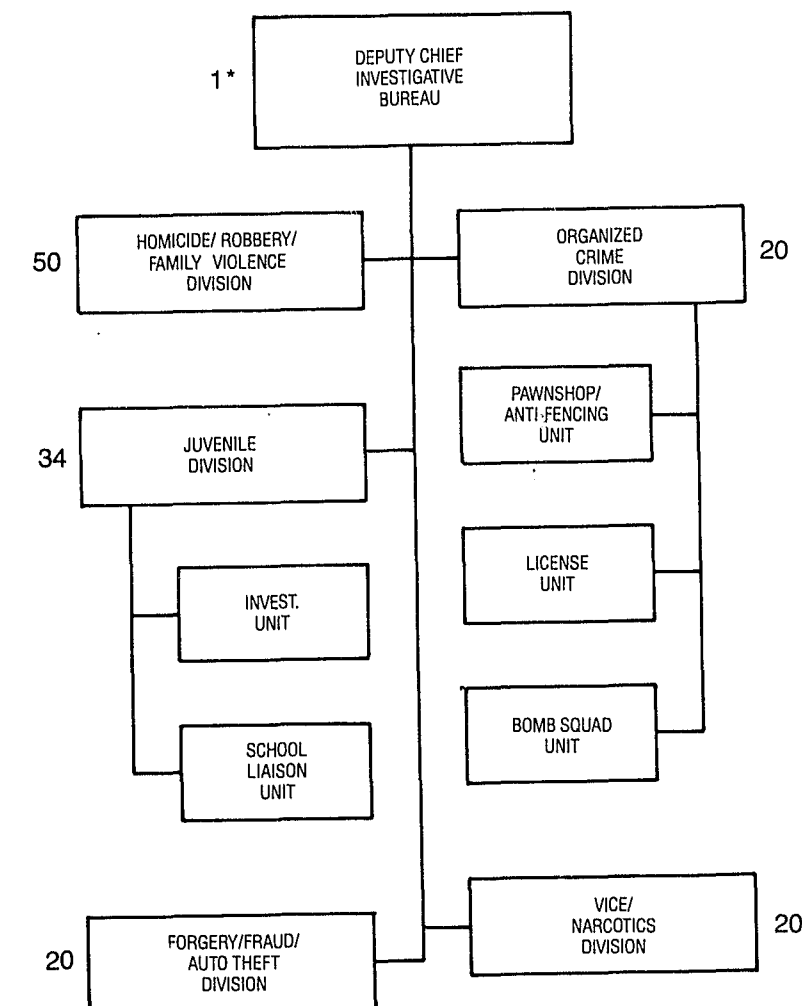 DEPUTY CHIEF
INVESTIGATIVE
BUREAU
1*
HOMICIDE/ ROBBERY/
FAMILY VIOLENCE
DIVISION
50
ORGANIZED
CRIME
DIVISION
20
PAWNSHOP/
ANTI-FENCING
UNIT
JUVENILE
DIVISION
34
LICENSE
UNIT
INVEST.
UNIT
BOMB SQUAD
UNIT
SCHOOL
LIAISON
UNIT
VICE/
NARCOTICS
DIVISION
20
FORGERY/FRAUD/
AUTO THEFT
DIVISION
20